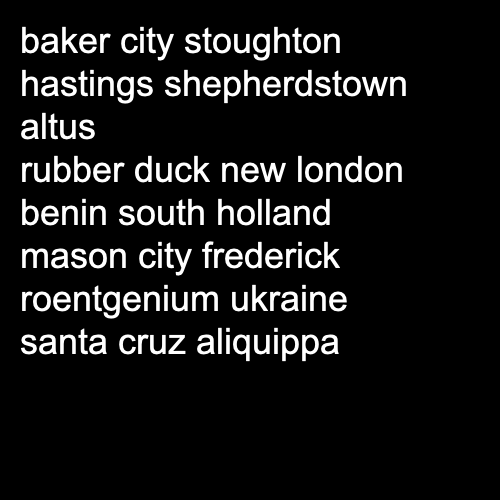 baker city stoughton
hastings shepherdstown
altus
rubber duck new london
benin south holland
mason city frederick
roentgenium ukraine
santa cruz aliquippa